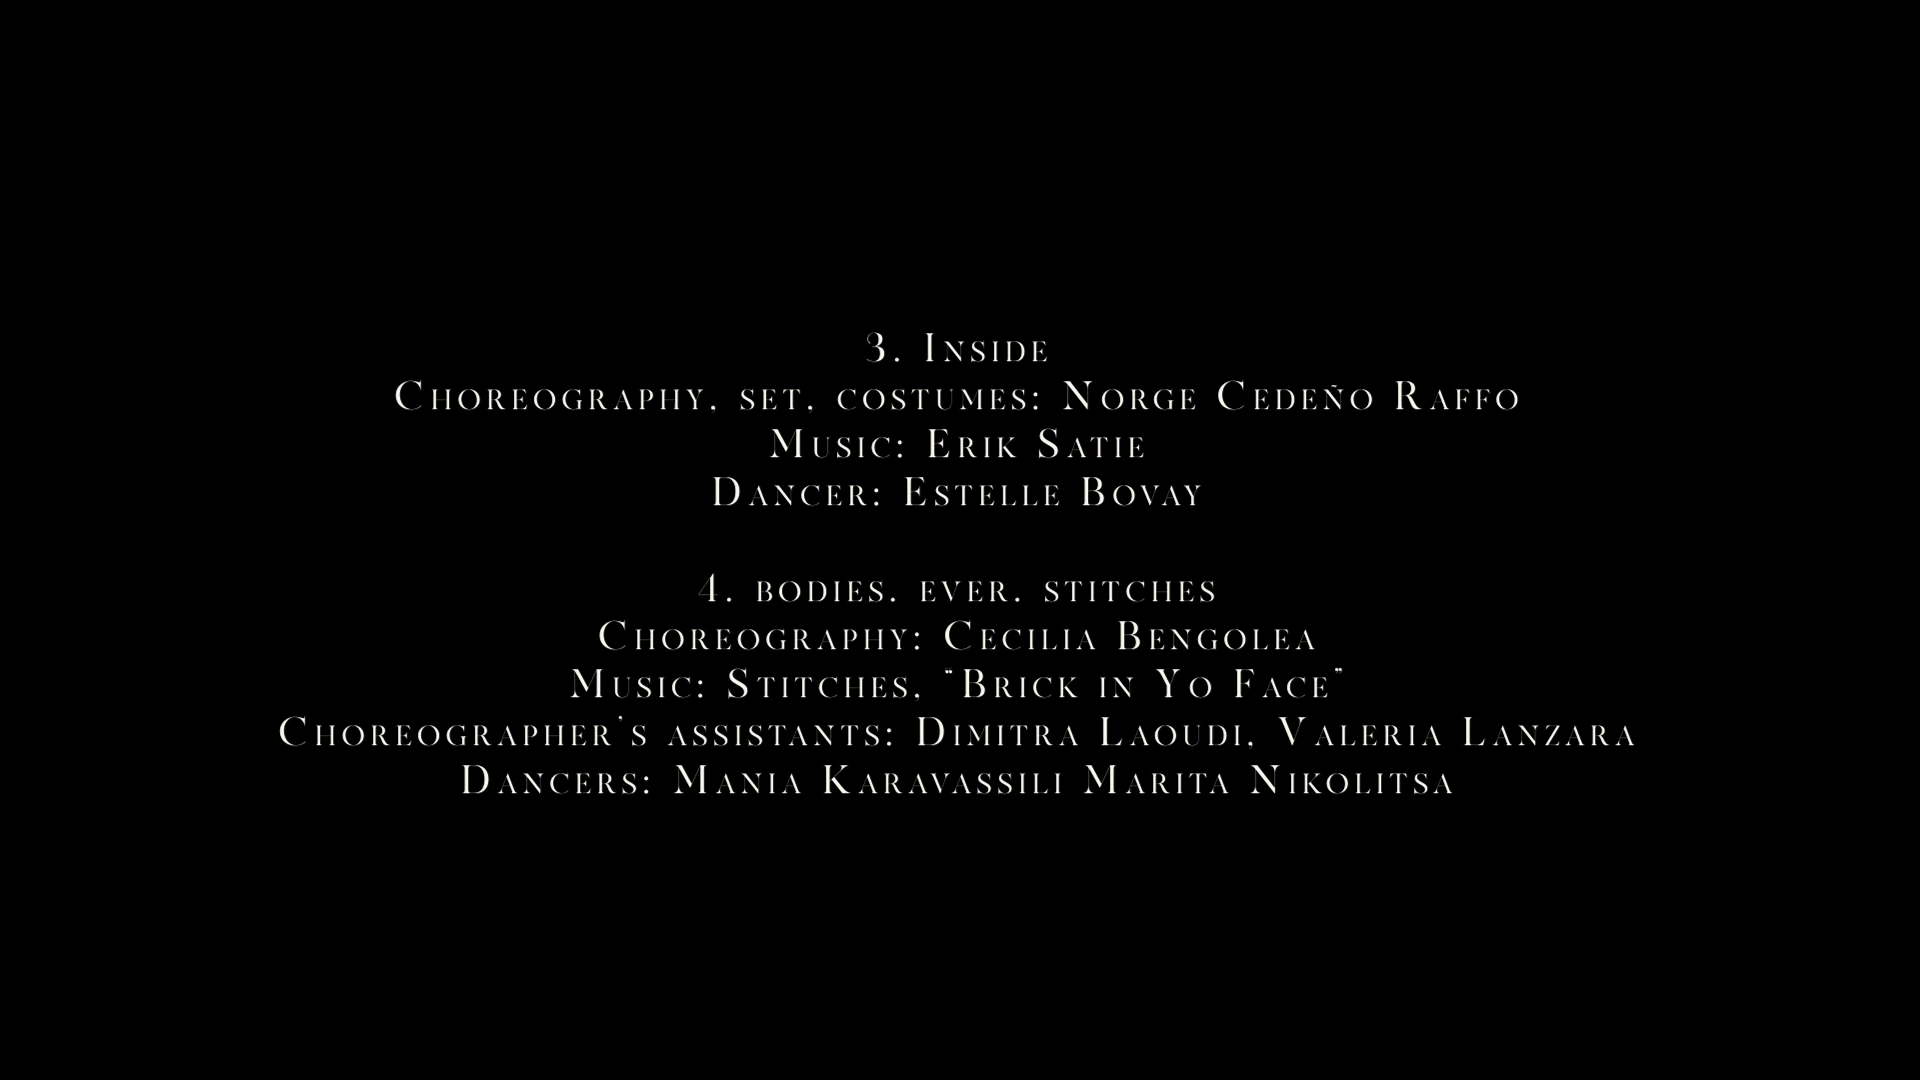 3. Inside
Choreography, set, costumes: Norge Cedeño Raffo
Music: Erik Satie
Dancer: Estelle Bovay
4. bodies. ever. stitches
Choreography: Cecilia Bengolea
Music: Stitches, “Brick in Yo Face”
Choreographer's assistants: Dimitra Laoudi, Valeria Lanzara
Dancers: Mania Karavassili Marita Nikolitsa